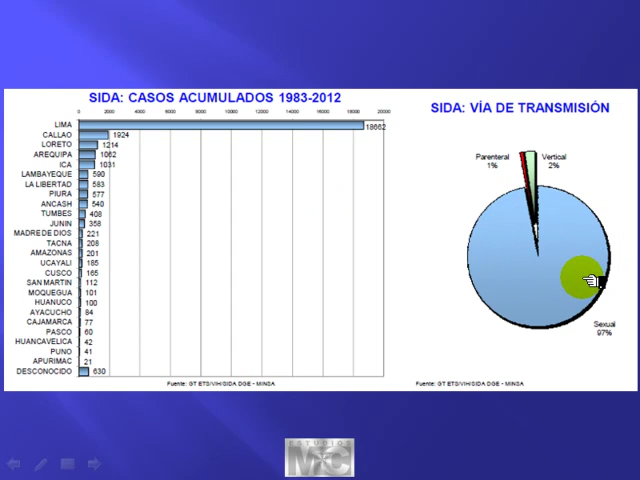 SIDA: CASOS ACUMULADOS 1983-2012
0 2000 4000 6000 8000 10000 12000 14000 16000 18000 20000
LIMA 18662
CALLAO 1924
LORETO 1214
AREQUIPA 1062
ICA 1031
LAMBAYEQUE 590
LA LIBERTAD 583
PIURA 577
ANCASH 540
TUMBES 408
JUNIN 358
MADRE DE DIOS 221
TACNA 208
AMAZONAS 201
UCAYALI 185
CUSCO 165
SAN MARTIN 112
MOQUEGUA 101
HUANUCO 100
AYACUCHO 84
CAJAMARCA 77
PASCO 60
HUANCAVELICA 42
PUNO 41
APURIMAC 21
DESCONOCIDO 630
Fuente: GT ETS/VIH/SIDA DGE - MINSA
SIDA: VÍA DE TRANSMISIÓN
Parenteral
1%
Vertical
2%
Sexual
97%
Fuente: GT ETS/VIH/SIDA DGE - MINSA
ESTUDIOS
MC